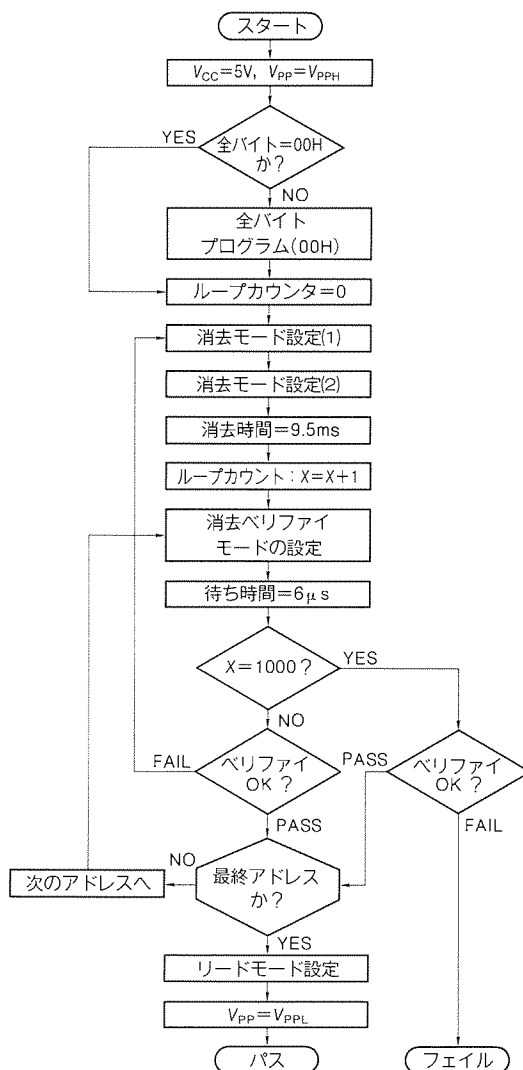 スタート
VCC=5V, VPP=VPPH
YES
全バイト=00H
か?
NO
全バイト
プログラム(00H)
ループカウンタ=0
消去モード設定(1)
消去モード設定(2)
消去時間=9.5ms
ループカウント:X=X+1
消去ベリファイ
モードの設定
待ち時間=6μs
X=1000?
YES
NO
FAIL
ベリファイ
OK?
PASS
ベリファイ
OK?
PASS
FAIL
NO
次のアドレスへ
最終アドレス
か?
YES
リードモード設定
VPP=VPPL
パス
フェイル